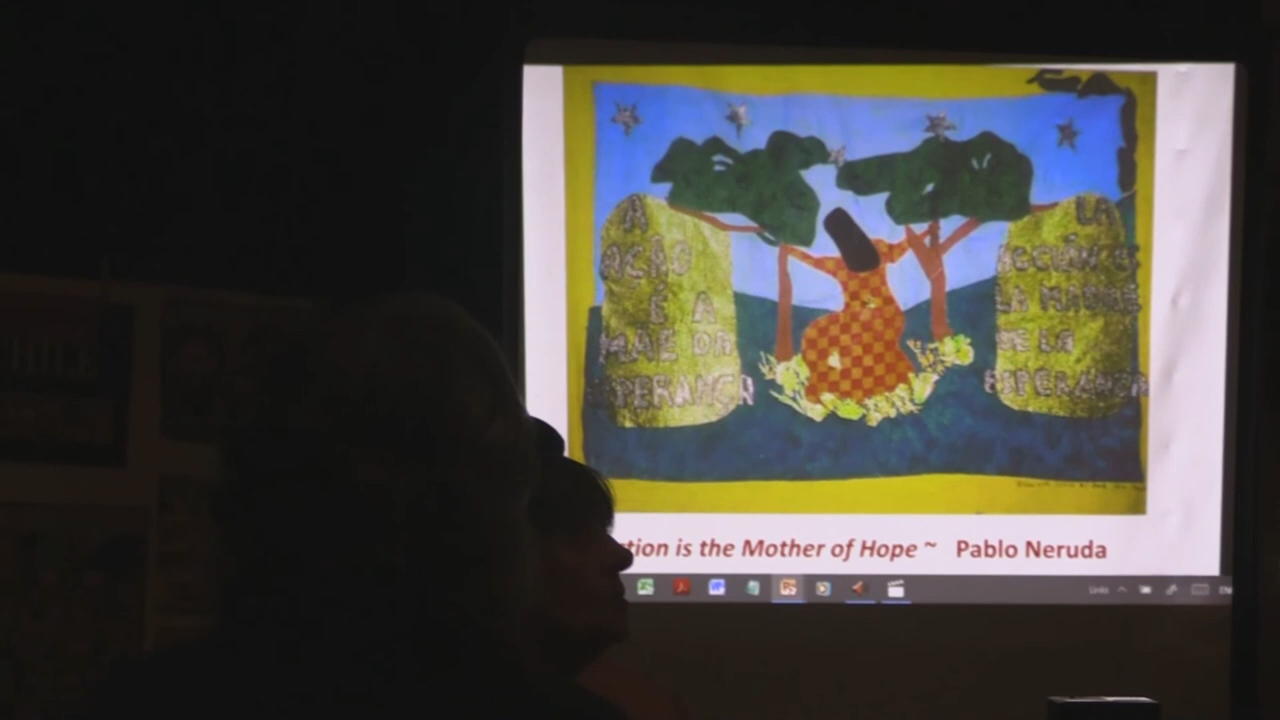 A
AÇÃO
É A
MÃE DA
ESPERANÇA
LA
ACCIÓN ES
LA MADRE
DE LA
ESPERANZA
tion is the Mother of Hope ~ Pablo Neruda
Links